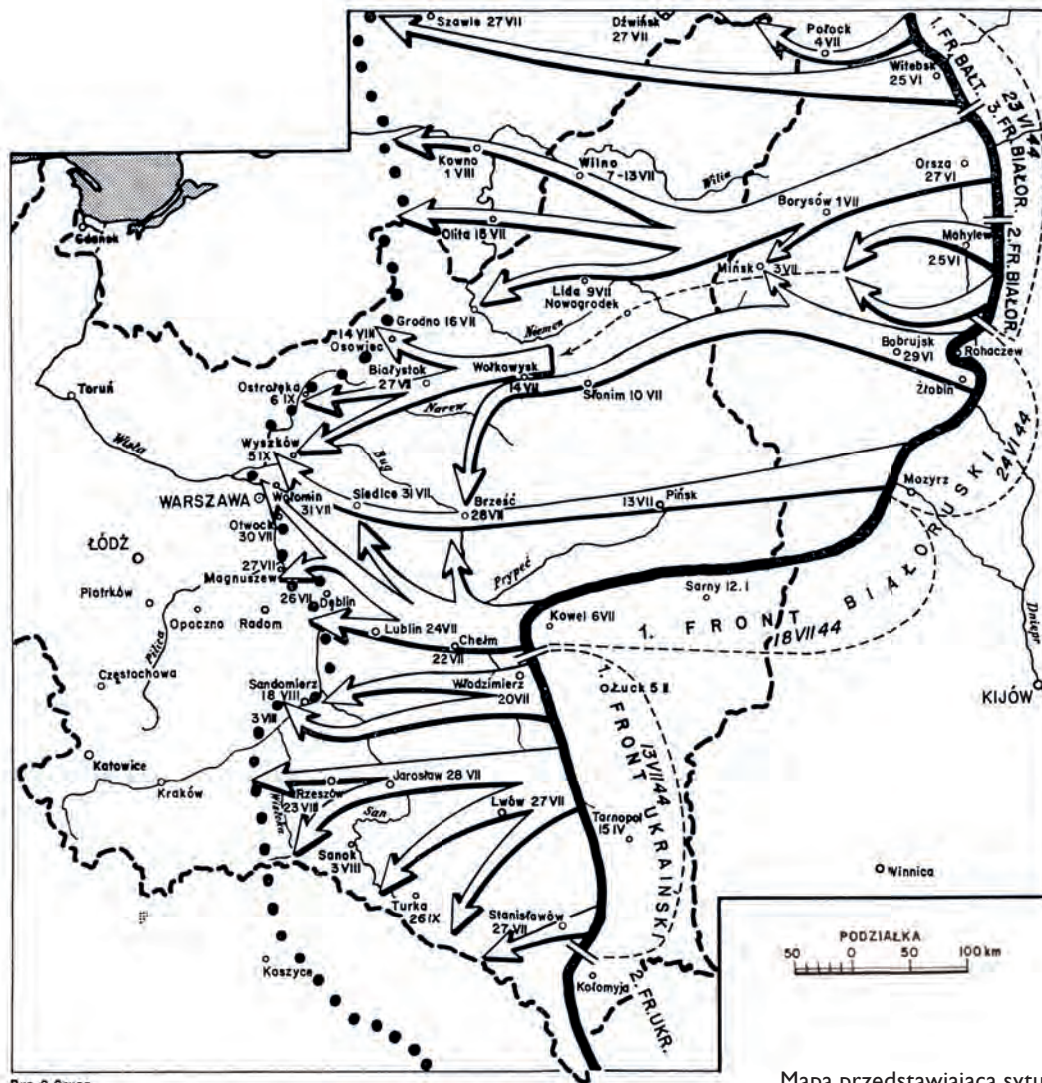 Szawle 27 VII
Dźwińsk
27 VII
Połock
4 VII
Witebsk
25 VI
1. FR. BAŁT.
23 VI 44
3. FR. BIAŁOR.
Orsza
27 VI
Kowno
1 VIII
Wilno
7-13 VII
Wilia
Borysów 1 VII
2. FR. BIAŁOR.
Mohylew
25 VI
Gdańsk
Olita 15 VII
Mińsk
3 VII
Lida 9 VII
Nowogrodek
Niemen
Grodno 16 VII
14 VIII
Osowiec
Bobrujsk
29 VI
Rohaczew
Żłobin
Białystok
27 VII
Wołkowysk
14 VII
Słonim 10 VII
Toruń
Ostrołęka
6 IX
Narew
Wisła
Wyszków
5 IX
Bug
24 VI 44
WARSZAWA
Wołomin
31 VII
Siedlce 31 VII
Brześć
28 VII
13 VII
Pińsk
Mozyrz
Otwock
30 VII
ŁÓDŹ
27 VII
Magnuszew
Prypeć
Sarny 12. I
Piotrków
26 VII
Dęblin
Dniepr
Opoczno
Radom
Pilica
Lublin 24 VII
Kowel 6 VII
1. FRONT BIAŁORUSKI
18 VII 44
Chełm
22 VII
Częstochowa
Sandomierz
18 VIII
Włodzimierz
20 VII
Łuck 5 II
KIJÓW
3 VIII
1. FRONT UKRAIŃSKI
13 VII 44
Katowice
Kraków
Rzeszów
23 VIII
Jarosław 28 VII
Wisłoka
San
Lwów 27 VII
Tarnopol
15 IV
Sanok
3 VIII
Winnica
Turka
26 IX
Stanisławów
27 VII
Koszyce
Kołomyja
2. FR. UKR.
PODZIAŁKA
50 0 50 100 km